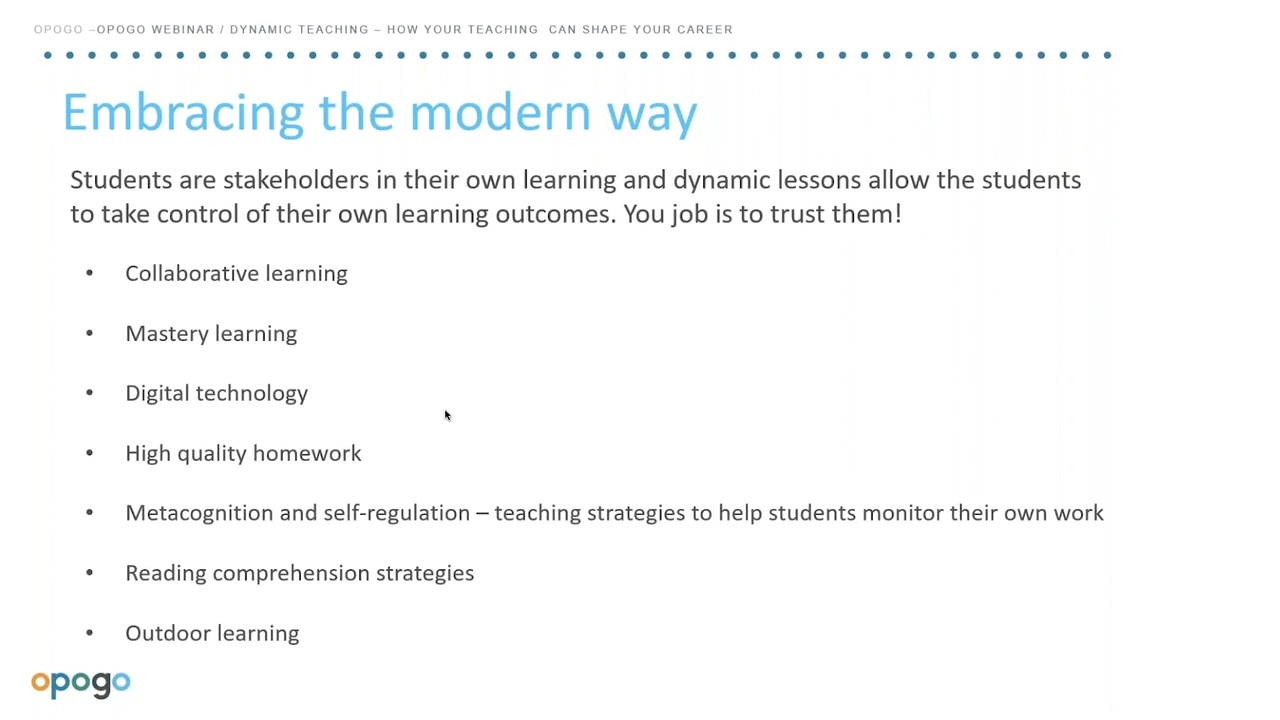 OPOGO –OPOGO WEBINAR / DYNAMIC TEACHING – HOW YOUR TEACHING CAN SHAPE YOUR CAREER
Embracing the modern way
Students are stakeholders in their own learning and dynamic lessons allow the students
to take control of their own learning outcomes. You job is to trust them!
• Collaborative learning
• Mastery learning
• Digital technology
• High quality homework
• Metacognition and self-regulation – teaching strategies to help students monitor their own work
• Reading comprehension strategies
• Outdoor learning
opogo